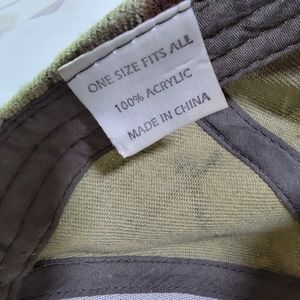 ONE SIZE FITS ALL
100% ACRYLIC
MADE IN CHINA